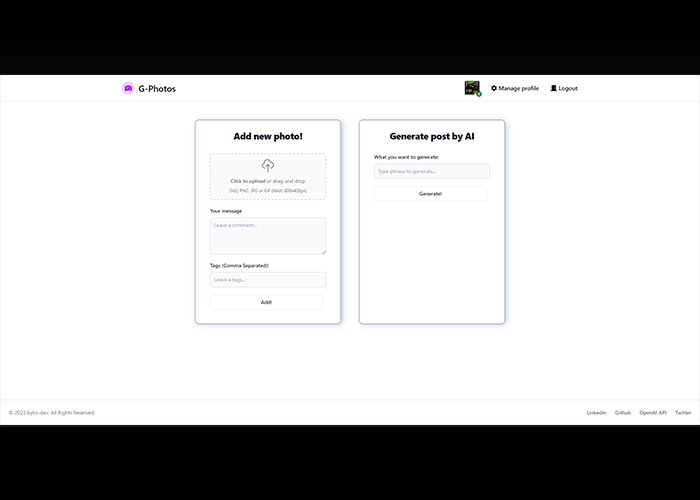 G-Photos
Manage profile
Logout
Add new photo!
Click to upload or drag and drop
SVG, PNG, JPG or GIF (MAX. 800x400px)
Your message
Leave a comment...
Tags (Comma Separated):
Leave a tags...
Add!
Generate post by AI
What you want to generate:
Type phrase to generate...
Generate!
© 2023 bykis-dev. All Rights Reserved.
Linkedin
Github
OpenAI API
Twitter